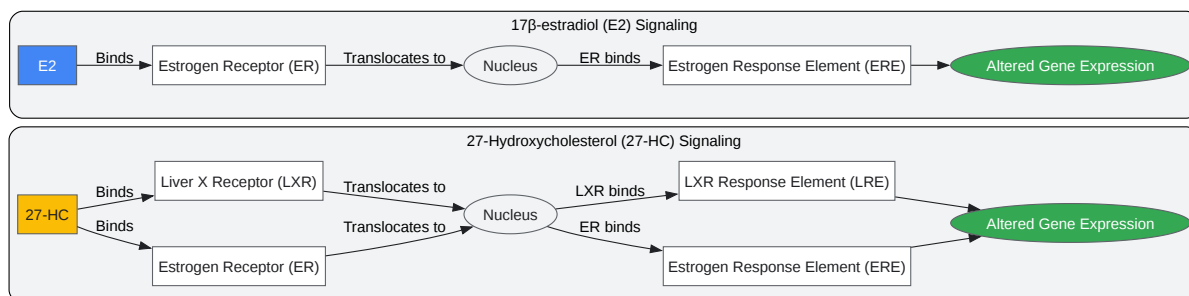 17β-estradiol (E2) Signaling
E2
Binds
Estrogen Receptor (ER)
Translocates to
Nucleus
ER binds
Estrogen Response Element (ERE)
Altered Gene Expression
27-Hydroxycholesterol (27-HC) Signaling
27-HC
Binds
Liver X Receptor (LXR)
Translocates to
Binds
Estrogen Receptor (ER)
Translocates to
Nucleus
LXR binds
LXR Response Element (LRE)
ER binds
Estrogen Response Element (ERE)
Altered Gene Expression